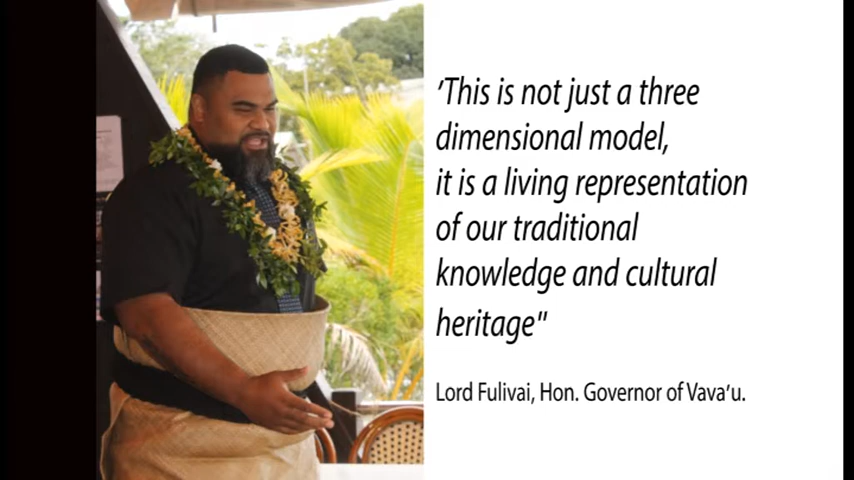 'This is not just a three
dimensional model,
it is a living representation
of our traditional
knowledge and cultural
heritage"
Lord Fulivai, Hon. Governor of Vava'u.